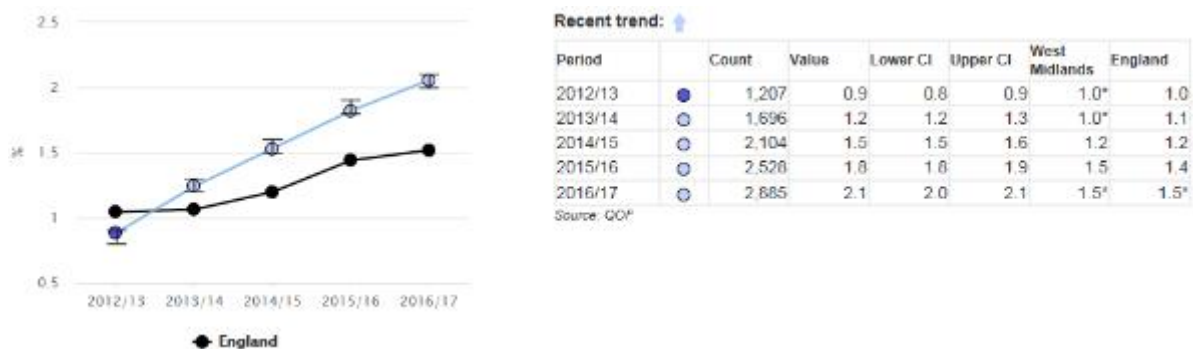 2.5
2
1.5
1
0.5
%
2012/13 2013/14 2014/15 2015/16 2016/17
England
Recent trend:
Period Count Value Lower CI Upper CI West Midlands England
2012/13 1,207 0.9 0.8 0.9 1.0* 1.0
2013/14 1,696 1.2 1.2 1.3 1.0* 1.1
2014/15 2,104 1.5 1.5 1.6 1.2 1.2
2015/16 2,528 1.8 1.8 1.9 1.5 1.4
2016/17 2,885 2.1 2.0 2.1 1.5* 1.5*
Source: QOF